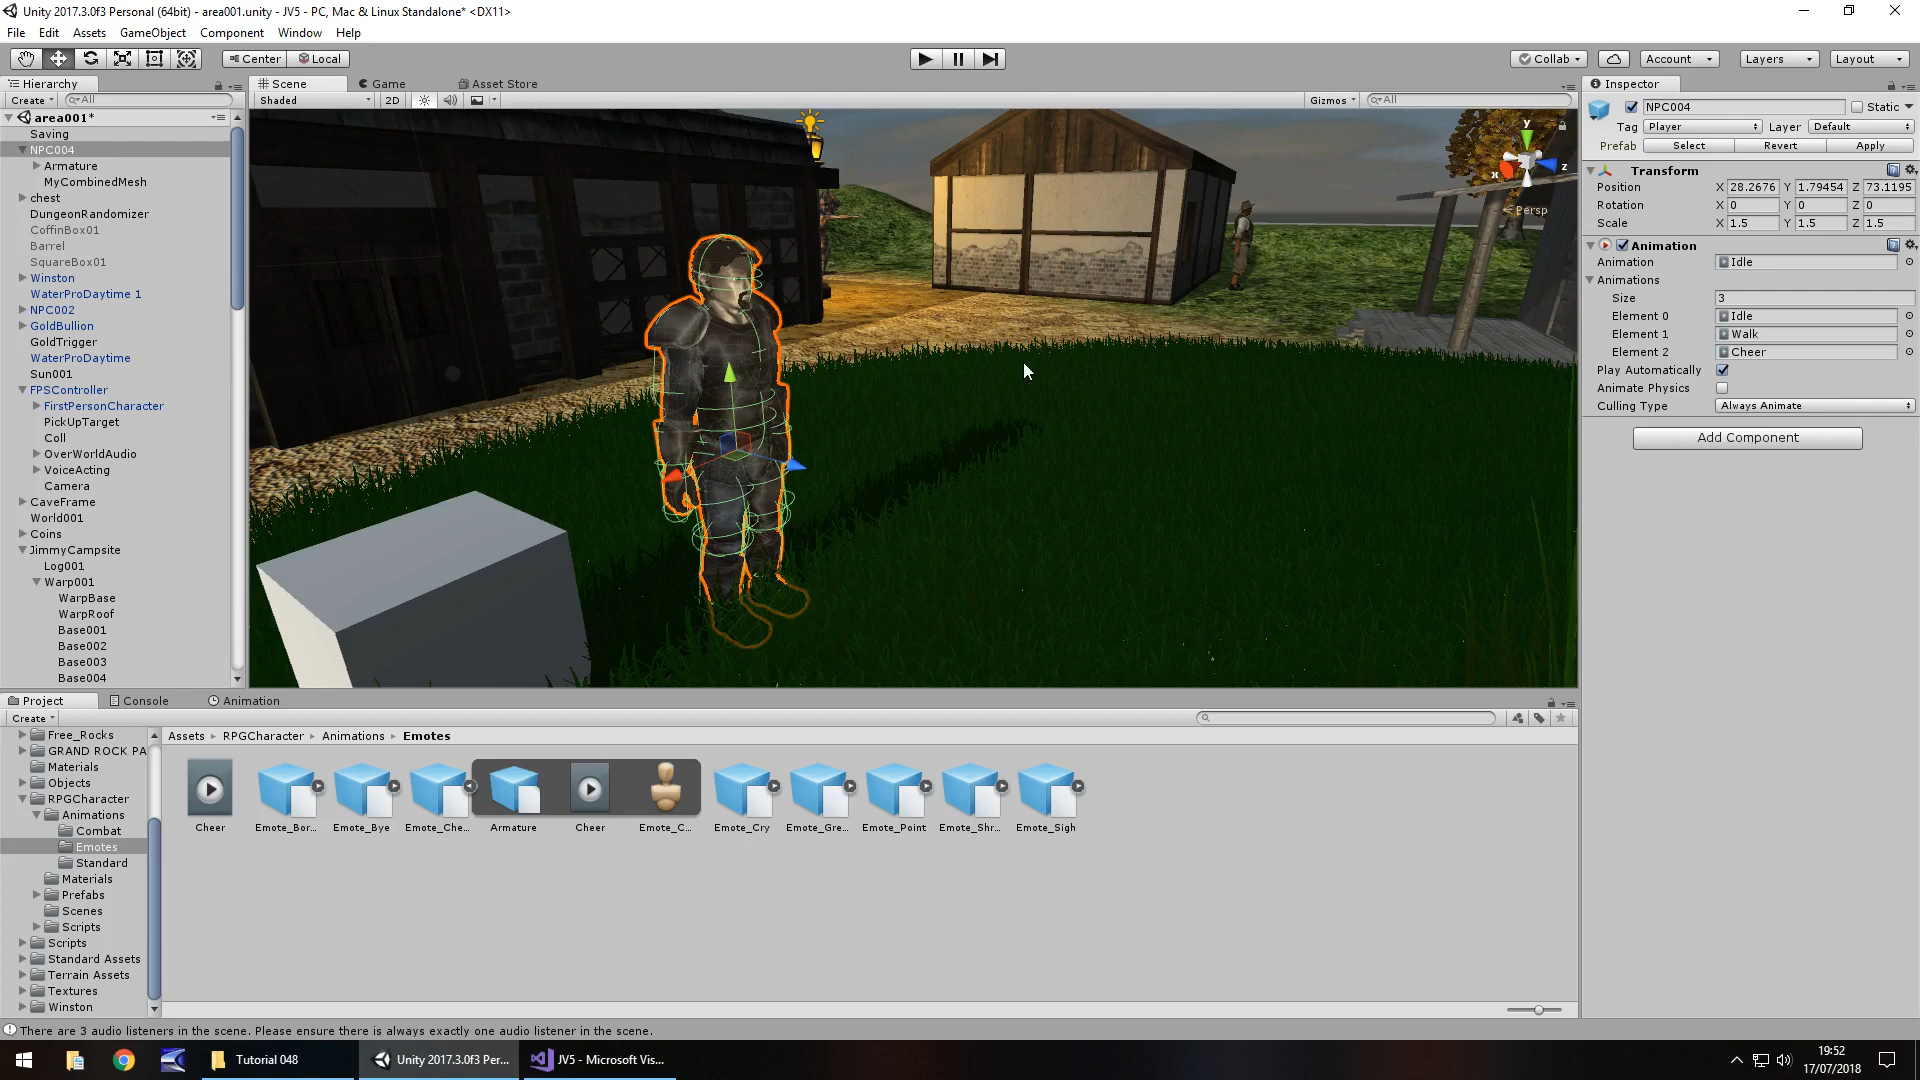 Unity 2017.3.0f3 Personal (64bit) - area001.unity - JV5 - PC, Mac & Linux Standalone* <DX11>
File Edit Assets GameObject Component Window Help
Center Local
Collab Account Layers Layout
Hierarchy
Create All
area001*
Saving
NPC004
Armature
MyCombinedMesh
chest
DungeonRandomizer
CoffinBox01
Barrel
SquareBox01
Winston
WaterProDaytime 1
NPC002
GoldBullion
GoldTrigger
WaterProDaytime
Sun001
FPSController
FirstPersonCharacter
PickUpTarget
Coll
OverWorldAudio
VoiceActing
Camera
CaveFrame
World001
Coins
JimmyCampsite
Log001
Warp001
WarpBase
WarpRoof
Base001
Base002
Base003
Base004
Scene Game Asset Store
Shaded 2D Gizmos All
y
x z
Persp
Inspector
NPC004 Static
Tag Player Layer Default
Prefab Select Revert Apply
Transform
Position X 28.2676 Y 1.79454 Z 73.1195
Rotation X 0 Y 0 Z 0
Scale X 1.5 Y 1.5 Z 1.5
Animation
Animation Idle
Animations
Size 3
Element 0 Idle
Element 1 Walk
Element 2 Cheer
Play Automatically
Animate Physics
Culling Type Always Animate
Add Component
Project Console Animation
Create
Free_Rocks
GRAND ROCK PA
Materials
Objects
RPGCharacter
Animations
Combat
Emotes
Standard
Materials
Prefabs
Scenes
Scripts
Scripts
Standard Assets
Terrain Assets
Textures
Winston
Assets RPGCharacter Animations Emotes
Cheer Emote_Bor... Emote_Bye Emote_Che... Armature Cheer Emote_C... Emote_Cry Emote_Gre... Emote_Point Emote_Shr... Emote_Sigh
There are 3 audio listeners in the scene. Please ensure there is always exactly one audio listener in the scene.
Tutorial 048 Unity 2017.3.0f3 Per... JV5 - Microsoft Vis...
19:52
17/07/2018